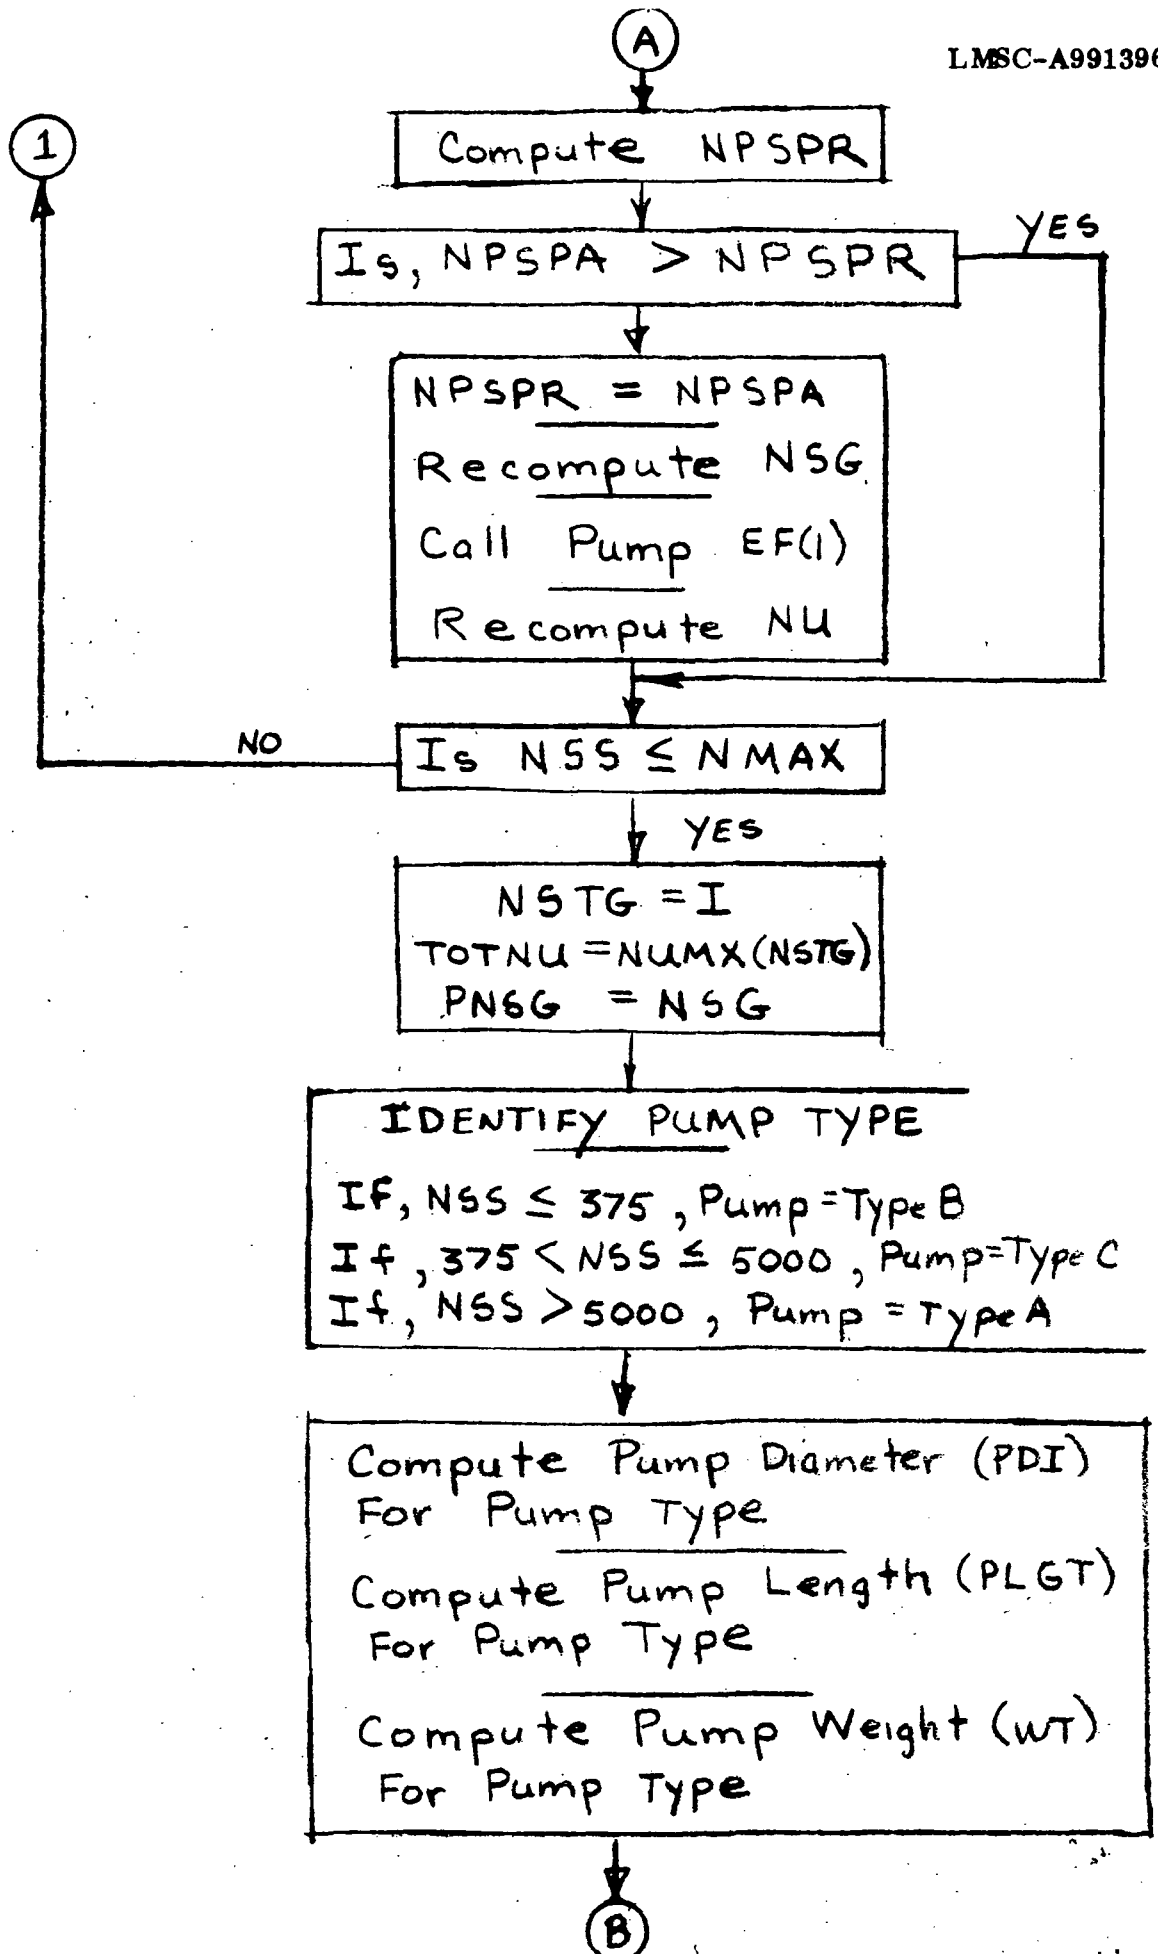 A
LMSC-A991396
1
Compute NPSPR
Is, NPSPA > NPSPR
YES
NPSPR = NPSPA
Recompute NSG
Call Pump EF(1)
Recompute NU
NO
Is NSS ≤ NMAX
YES
NSTG = I
TOTNU = NUMX(NSTG)
PNSG = NSG
IDENTIFY PUMP TYPE
If, NSS ≤ 375, Pump=Type B
If, 375 < NSS ≤ 5000, Pump=Type C
If, NSS > 5000, Pump = Type A
Compute Pump Diameter (PDI)
For Pump Type
Compute Pump Length (PLGT)
For Pump Type
Compute Pump Weight (WT)
For Pump Type
B